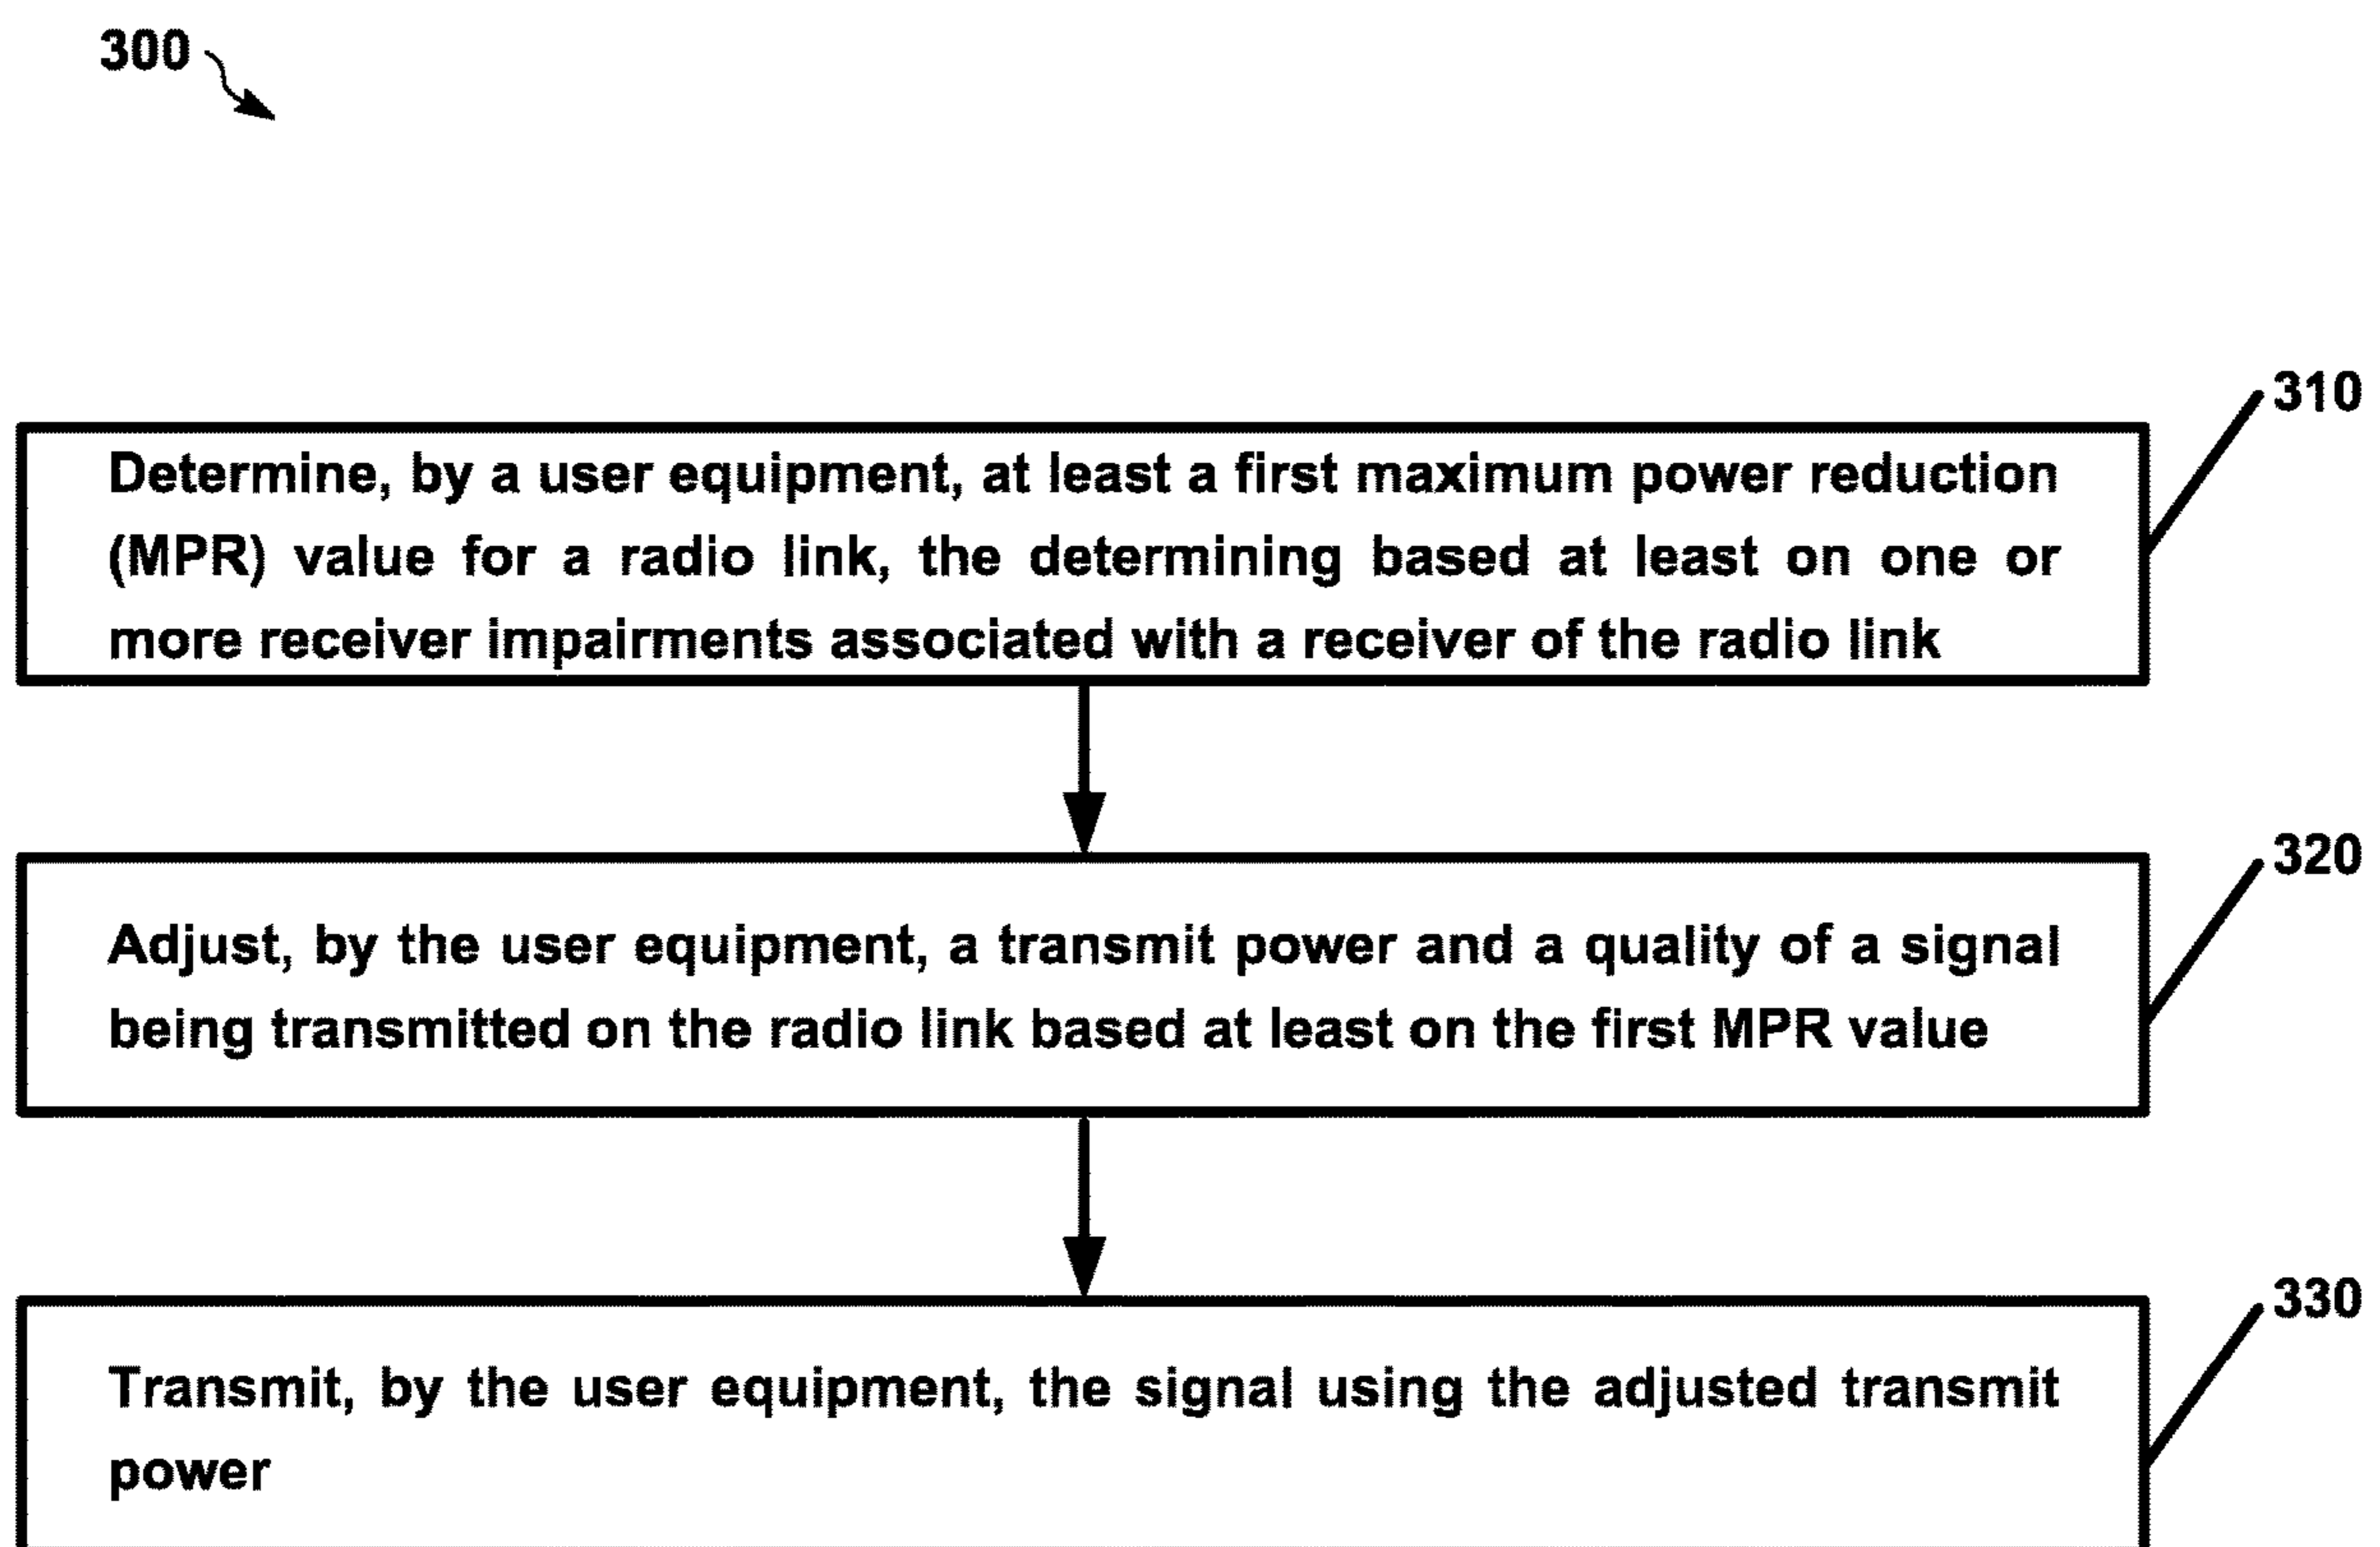 300
310
Determine, by a user equipment, at least a first maximum power reduction
(MPR) value for a radio link, the determining based at least on one or
more receiver impairments associated with a receiver of the radio link
320
Adjust, by the user equipment, a transmit power and a quality of a signal
being transmitted on the radio link based at least on the first MPR value
330
Transmit, by the user equipment, the signal using the adjusted transmit
power